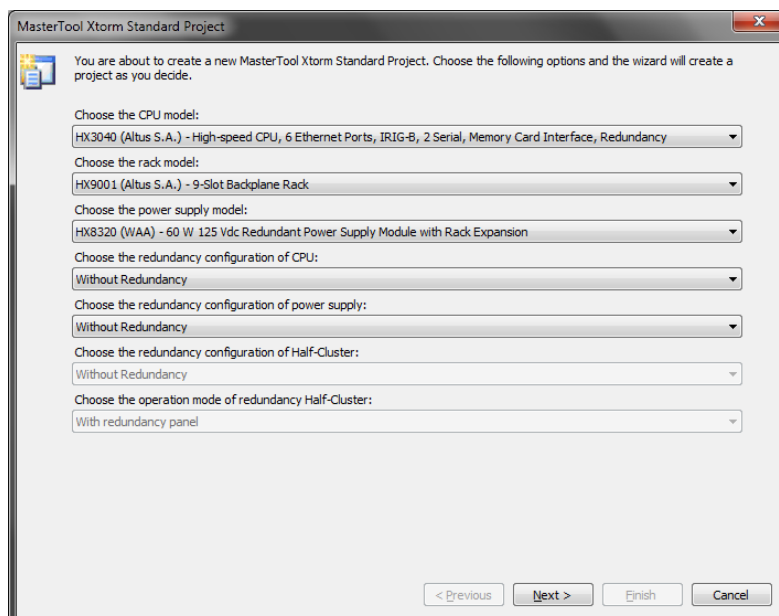 MasterTool Xtorm Standard Project
You are about to create a new MasterTool Xtorm Standard Project. Choose the following options and the wizard will create a
project as you decide.
Choose the CPU model:
HX3040 (Altus S.A.) - High-speed CPU, 6 Ethernet Ports, IRIG-B, 2 Serial, Memory Card Interface, Redundancy
Choose the rack model:
HX9001 (Altus S.A.) - 9-Slot Backplane Rack
Choose the power supply model:
HX8320 (WAA) - 60 W 125 Vdc Redundant Power Supply Module with Rack Expansion
Choose the redundancy configuration of CPU:
Without Redundancy
Choose the redundancy configuration of power supply:
Without Redundancy
Choose the redundancy configuration of Half-Cluster:
Without Redundancy
Choose the operation mode of redundancy Half-Cluster:
With redundancy panel
< Previous Next > Finish Cancel